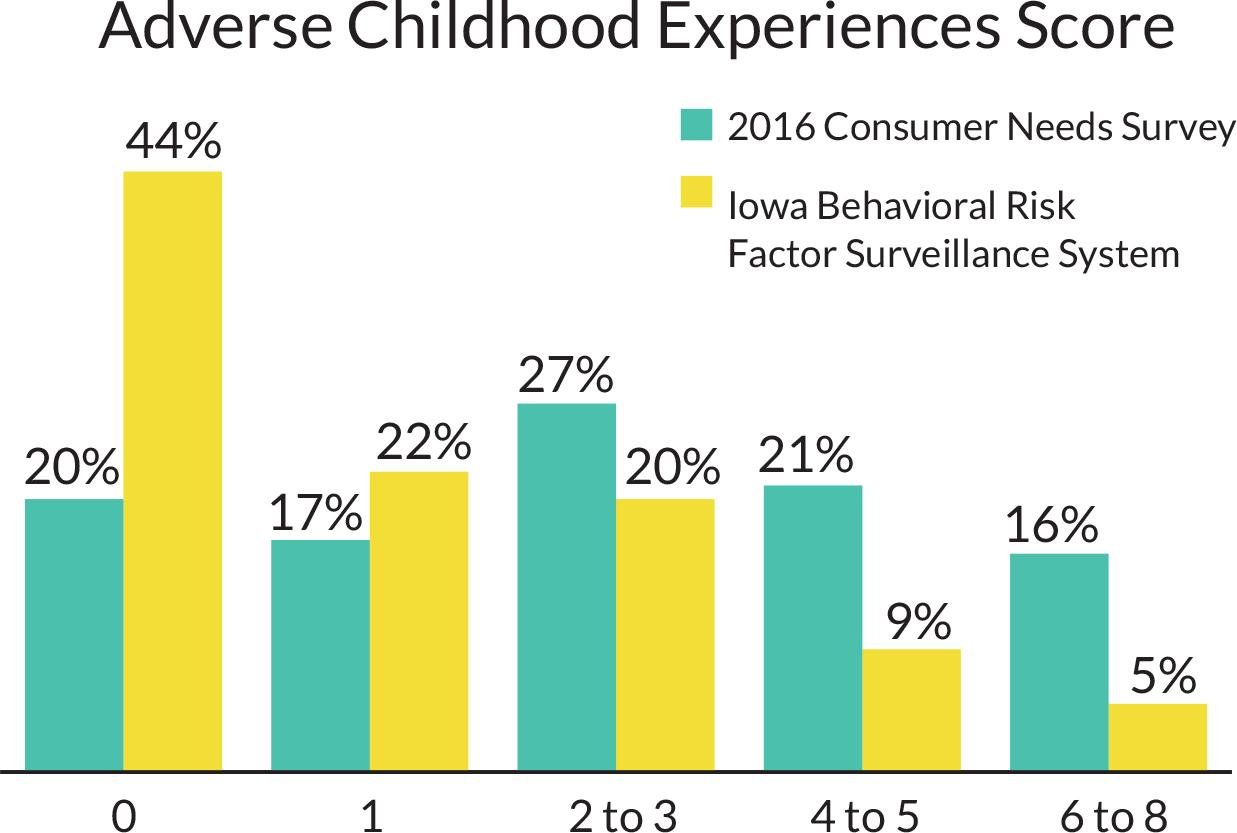 Adverse Childhood Experiences Score
2016 Consumer Needs Survey
Iowa Behavioral Risk
Factor Surveillance System
44%
20%
17%
22%
27%
20%
21%
9%
16%
5%
0
1
2 to 3
4 to 5
6 to 8